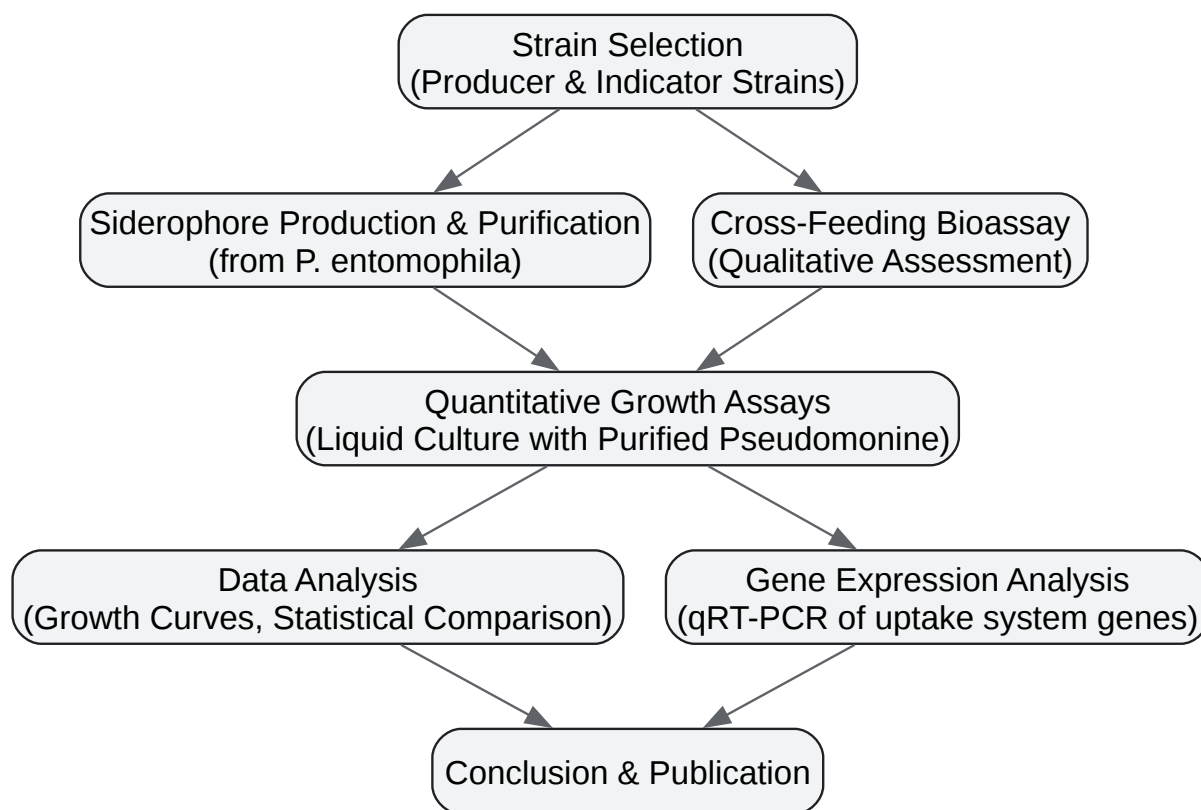 Strain Selection
(Producer & Indicator Strains)
Siderophore Production & Purification
(from P. entomophila)
Cross-Feeding Bioassay
(Qualitative Assessment)
Quantitative Growth Assays
(Liquid Culture with Purified Pseudomonine)
Data Analysis
(Growth Curves, Statistical Comparison)
Gene Expression Analysis
(qRT-PCR of uptake system genes)
Conclusion & Publication